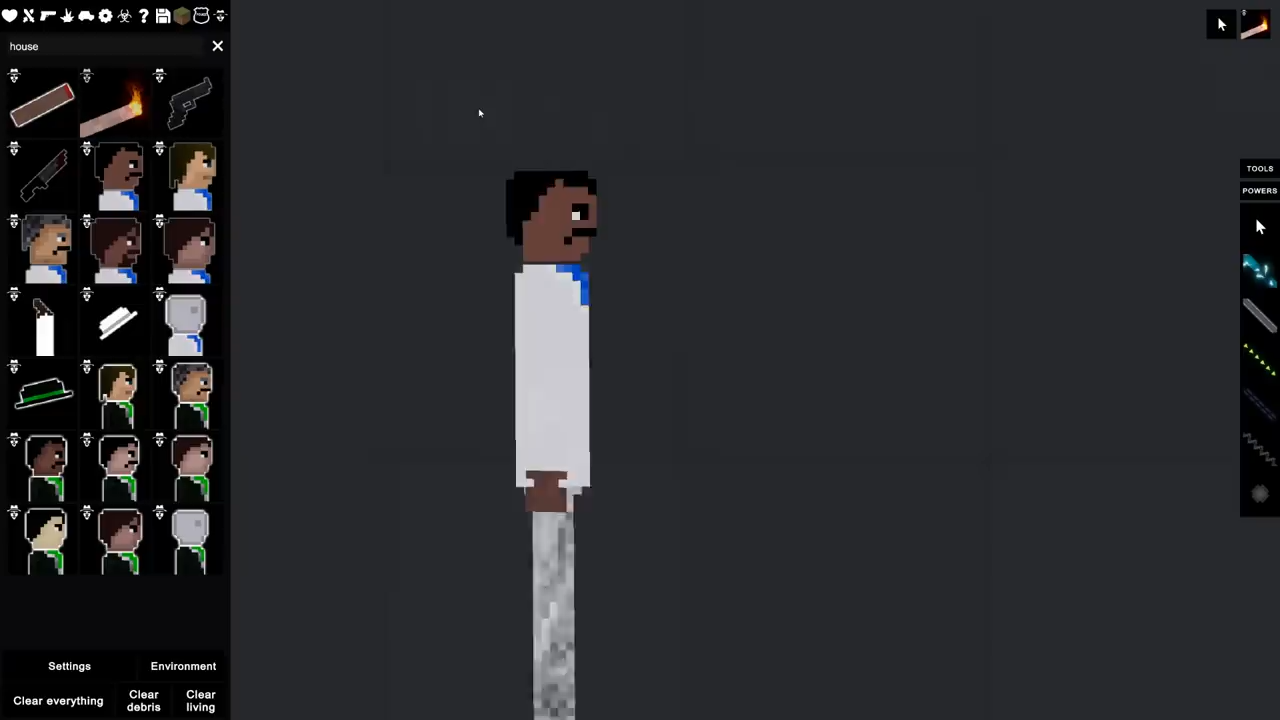 house
TOOLS
POWERS
Settings
Environment
Clear everything
Clear debris
Clear living